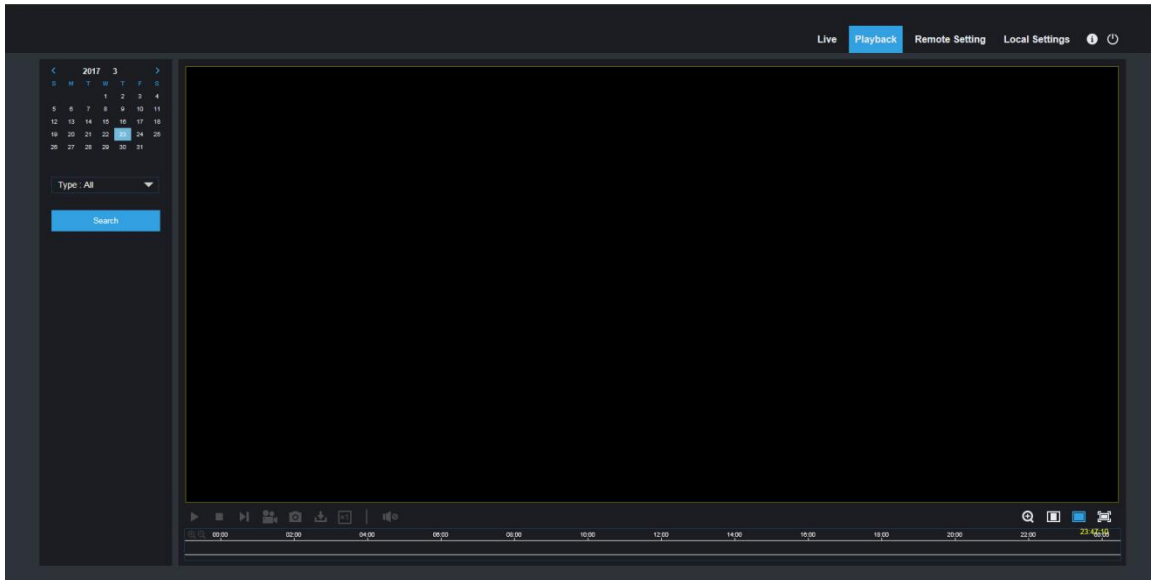 Live Playback Remote Setting Local Settings
2017 3
S M T W T F S
1 2 3 4
5 6 7 8 9 10 11
12 13 14 15 16 17 18
19 20 21 22 23 24 25
26 27 28 29 30 31
Type : All
Search
x1
00:00 02:00 04:00 06:00 08:00 10:00 12:00 14:00 16:00 18:00 20:00 22:00 00:00